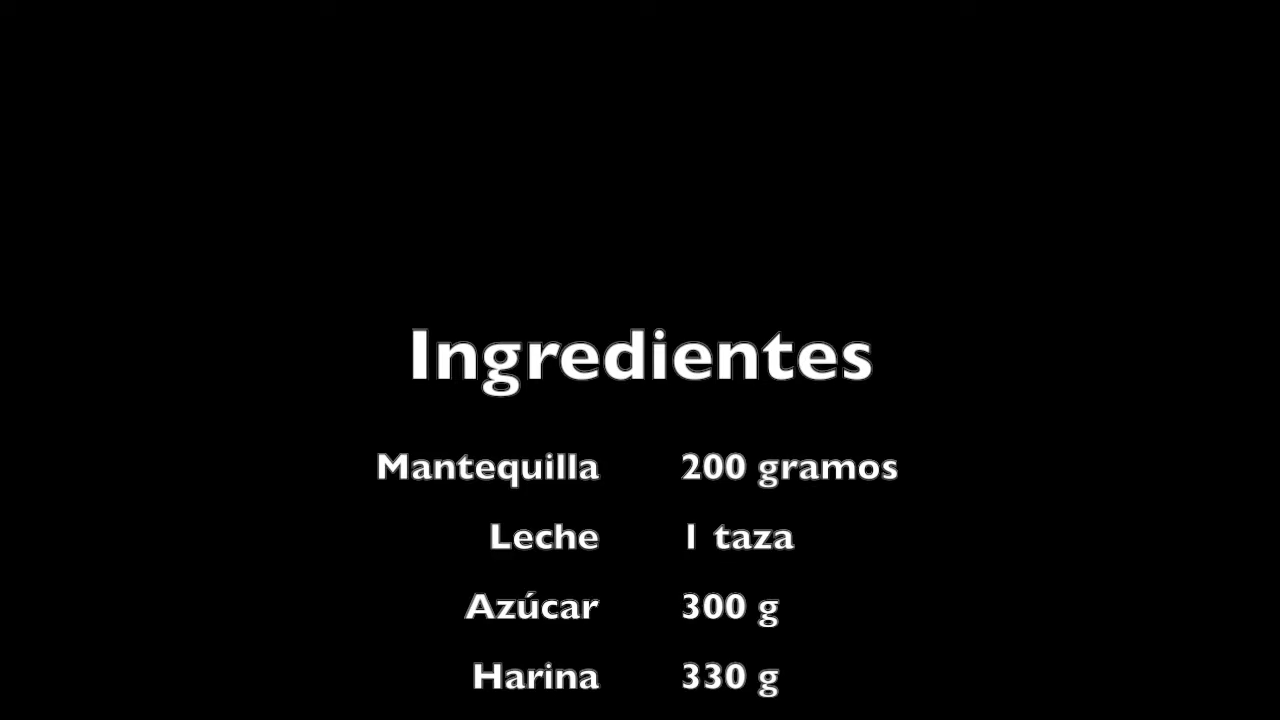 Ingredientes
Mantequilla 200 gramos
Leche 1 taza
Azúcar 300 g
Harina 330 g